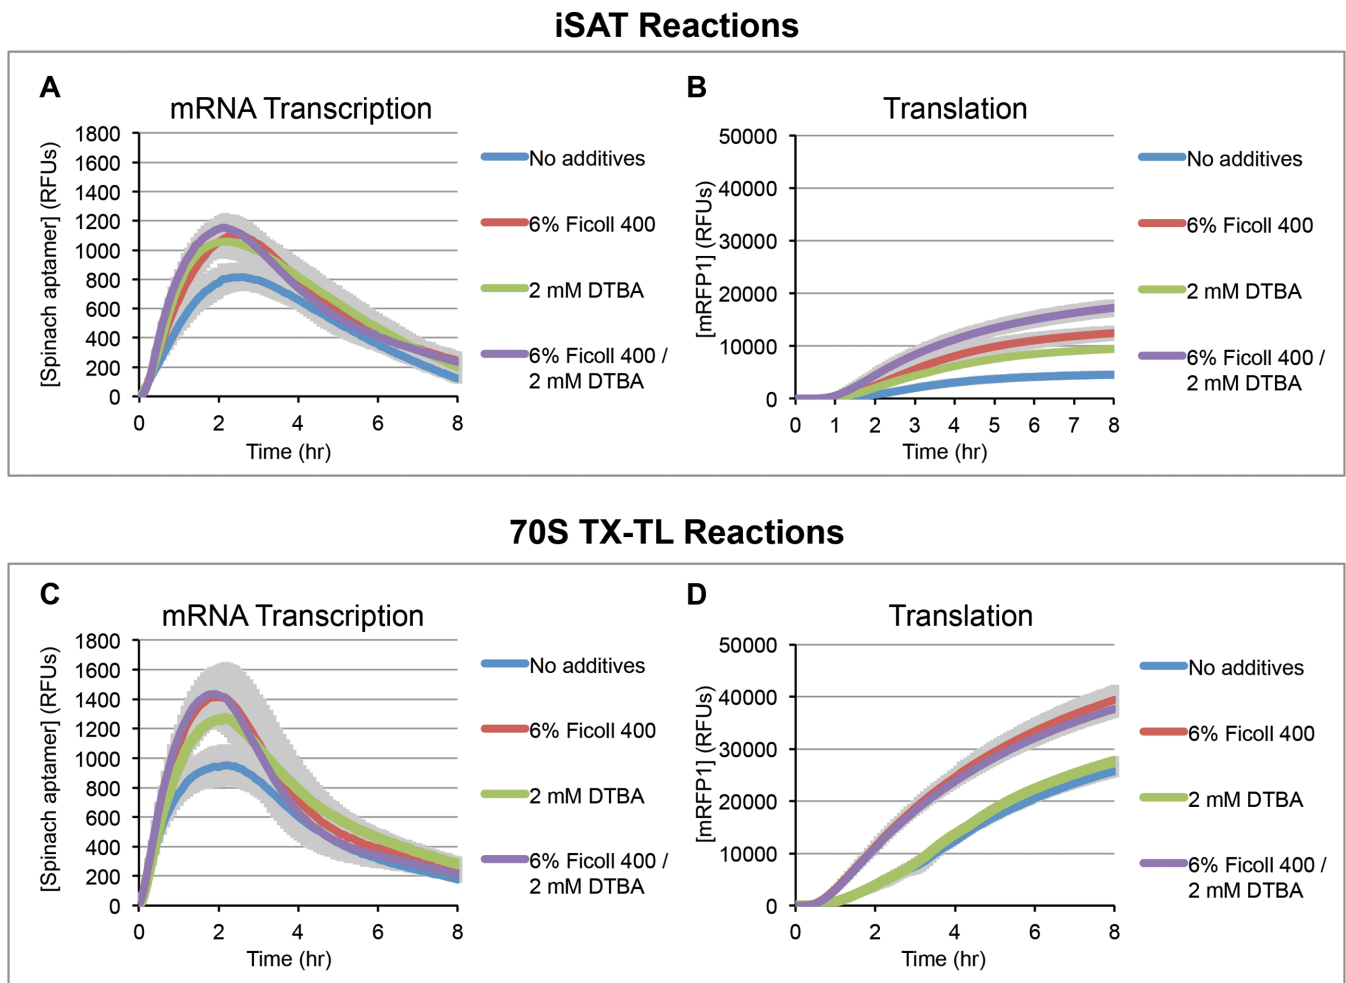 iSAT Reactions
A
mRNA Transcription
[Spinach aptamer] (RFUs)
1800
1600
1400
1200
1000
800
600
400
200
0
0 2 4 6 8
Time (hr)
No additives
6% Ficoll 400
2 mM DTBA
6% Ficoll 400 /
2 mM DTBA
B
Translation
[mRFP1] (RFUs)
50000
40000
30000
20000
10000
0
0 1 2 3 4 5 6 7 8
Time (hr)
No additives
6% Ficoll 400
2 mM DTBA
6% Ficoll 400 /
2 mM DTBA
70S TX-TL Reactions
C
mRNA Transcription
[Spinach aptamer] (RFUs)
1800
1600
1400
1200
1000
800
600
400
200
0
0 2 4 6 8
Time (hr)
No additives
6% Ficoll 400
2 mM DTBA
6% Ficoll 400 /
2 mM DTBA
D
Translation
[mRFP1] (RFUs)
50000
40000
30000
20000
10000
0
0 2 4 6 8
Time (hr)
No additives
6% Ficoll 400
2 mM DTBA
6% Ficoll 400 /
2 mM DTBA